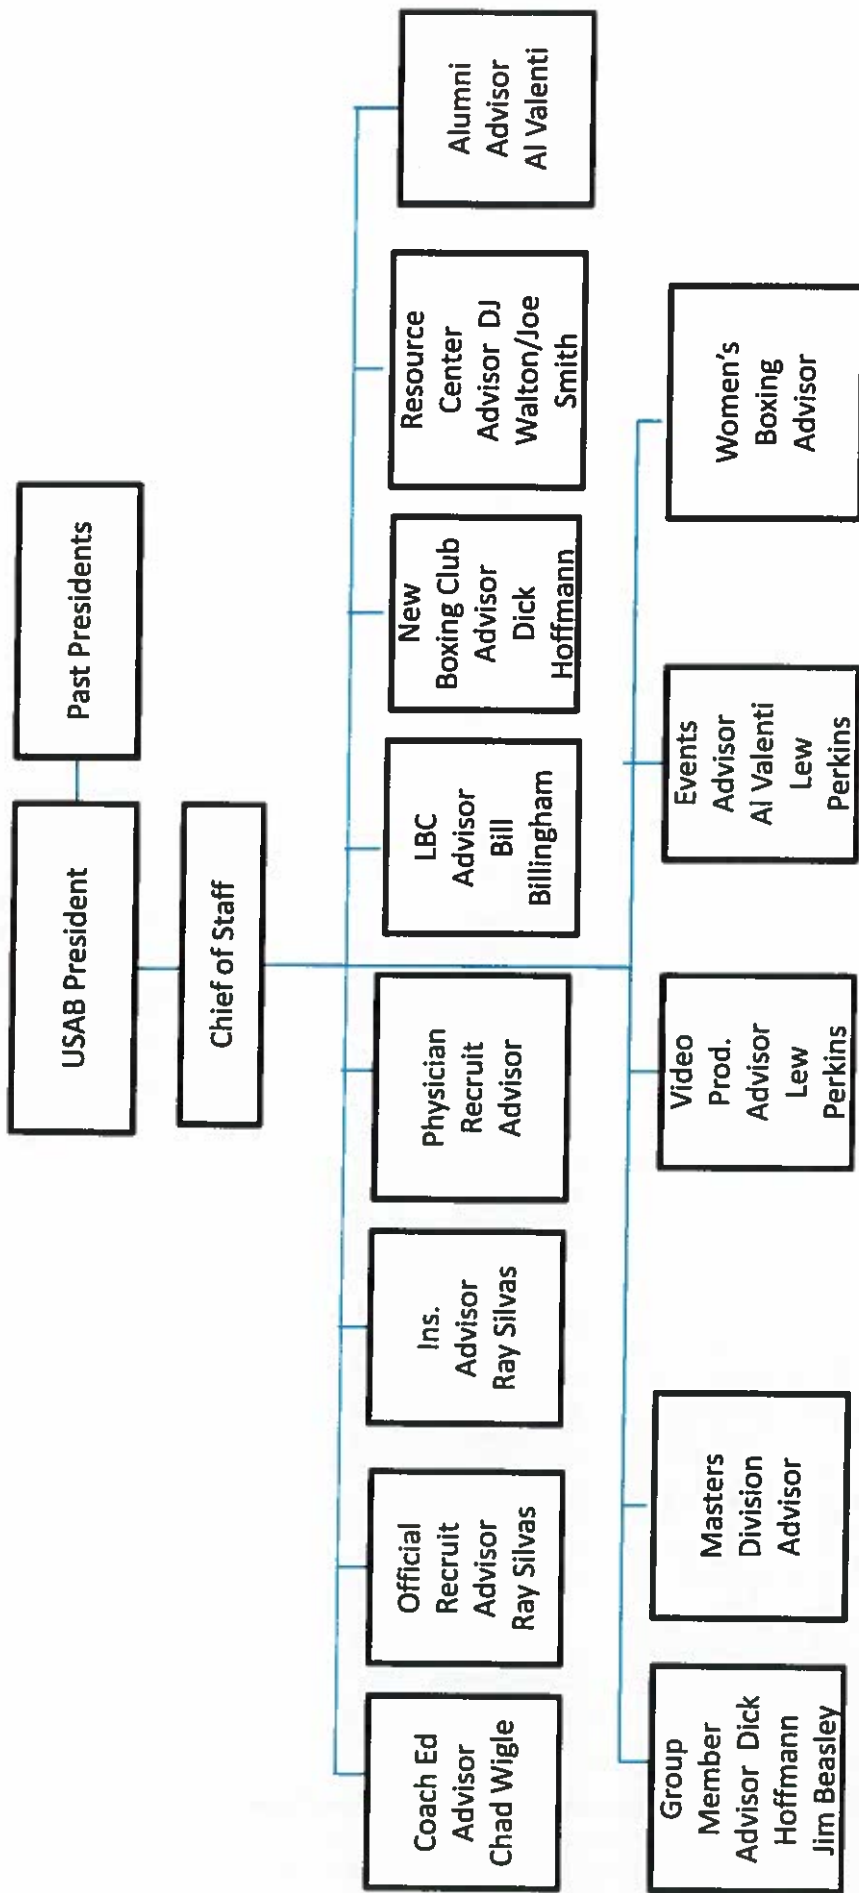 Past Presidents
USAB President
Chief of Staff
Coach Ed
Advisor
Chad Wigle
Official
Recruit
Advisor
Ray Silvas
Ins.
Advisor
Ray Silvas
Physician
Recruit
Advisor
LBC
Advisor
Bill
Billingham
New
Boxing Club
Advisor
Dick
Hoffmann
Resource
Center
Advisor DJ
Walton/Joe
Smith
Alumni
Advisor
Al Valenti
Group
Member
Advisor Dick
Hoffmann
Jim Beasley
Masters
Division
Advisor
Video
Prod.
Advisor
Lew
Perkins
Events
Advisor
Al Valenti
Lew
Perkins
Women's
Boxing
Advisor